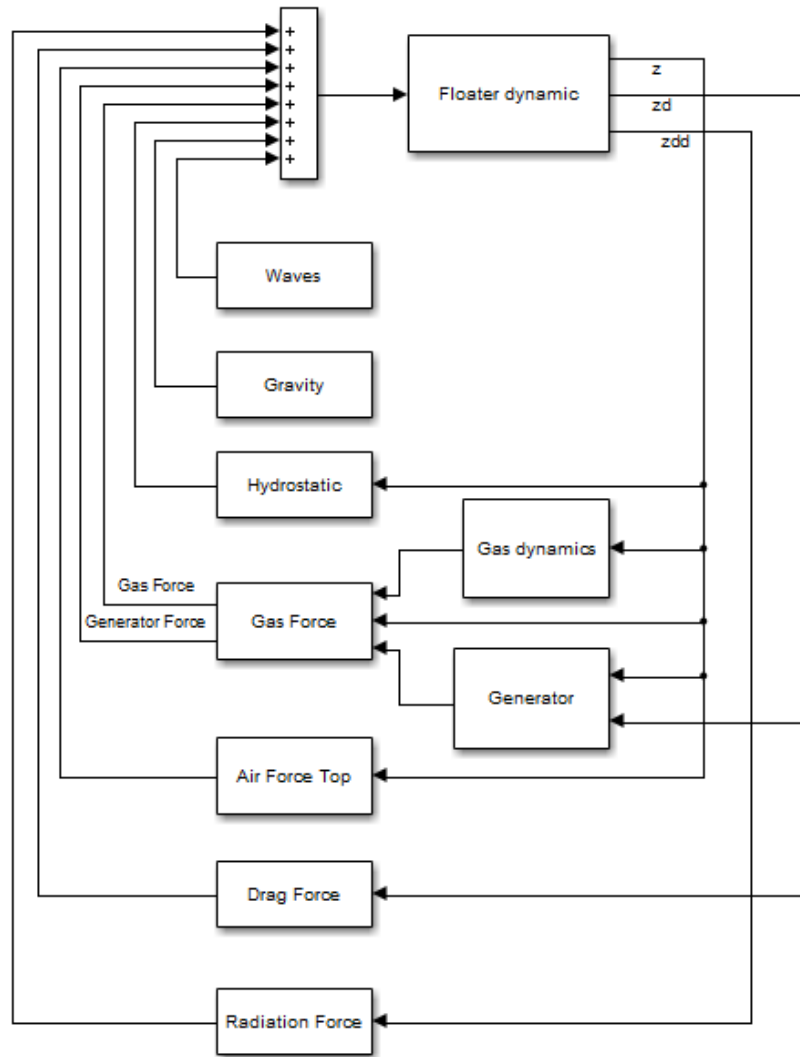 +
+
+
+
+
+
+
+
Floater dynamic
z
zd
zdd
Waves
Gravity
Hydrostatic
Gas dynamics
Gas Force
Generator Force
Gas Force
Generator
Air Force Top
Drag Force
Radiation Force